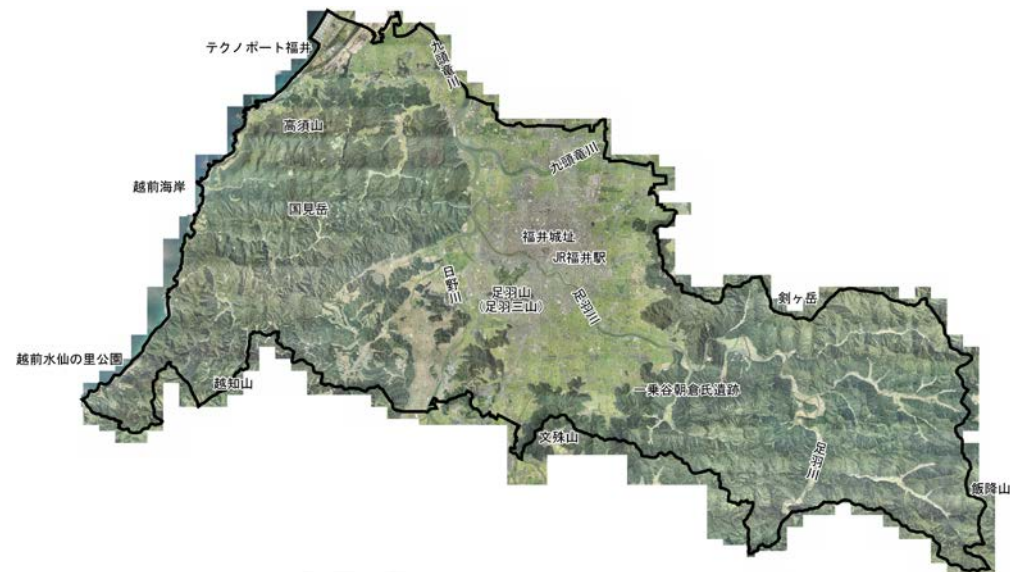 テクノポート福井
九頭竜川
高須山
九頭竜川
越前海岸
国見岳
福井城址
JR福井駅
日野川
足羽山
（足羽三山）
足羽川
剣ヶ岳
越前水仙の里公園
越知山
一乗谷朝倉氏遺跡
文殊山
足羽川
飯降山